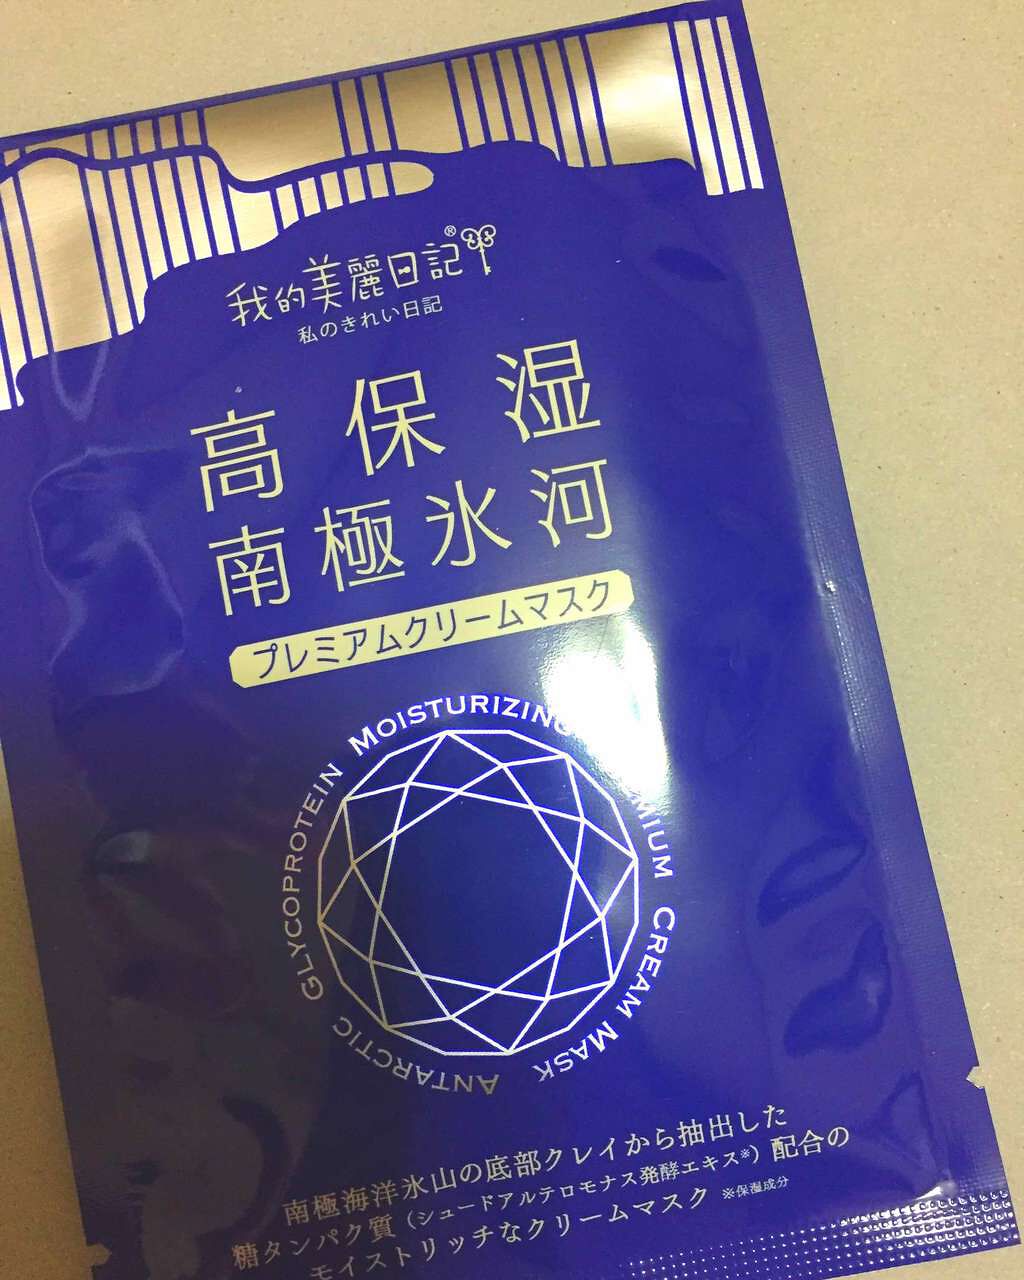 我的美麗日記®
私のきれい日記
高保湿
南極氷河
プレミアムクリームマスク
ANTARCTIC GLYCOPROTEIN MOISTURIZING MIUM CREAM MASK
南極海洋氷山の底部クレイから抽出した
糖タンパク質（シュードアルテロモナス発酵エキス※）配合の
モイストリッチなクリームマスク ※保湿成分